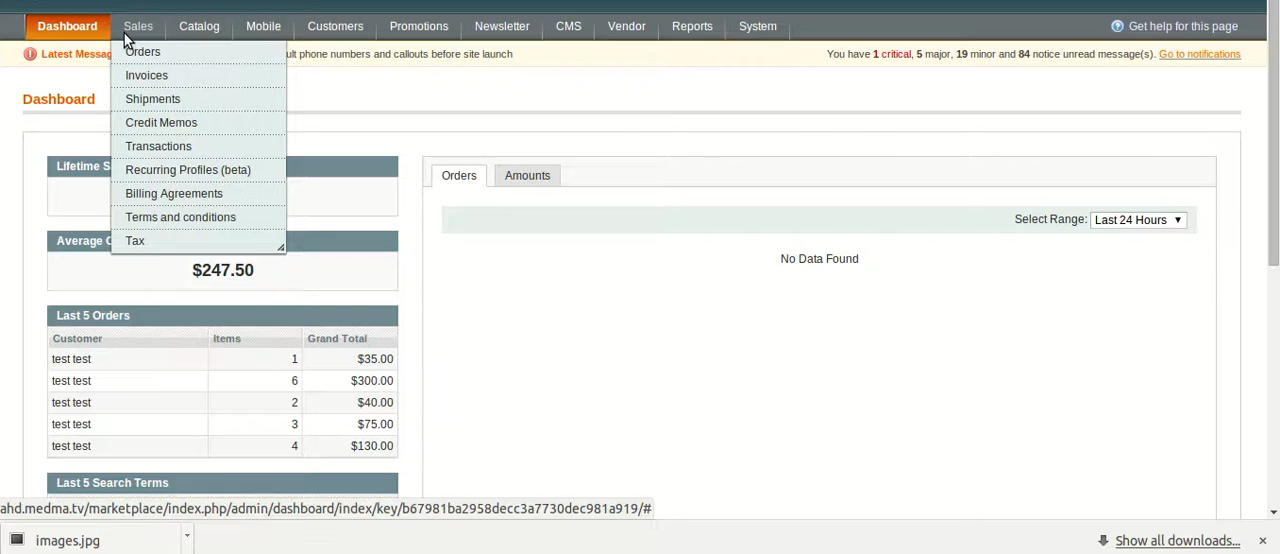 Dashboard Sales Catalog Mobile Customers Promotions Newsletter CMS Vendor Reports System Get help for this page
Latest Messag ult phone numbers and callouts before site launch You have 1 critical, 5 major, 19 minor and 84 notice unread message(s). Go to notifications
Orders
Invoices
Shipments
Credit Memos
Transactions
Recurring Profiles (beta)
Billing Agreements
Terms and conditions
Tax
Dashboard
Lifetime S
Average O
$247.50
Last 5 Orders
Customer Items Grand Total
test test 1 $35.00
test test 6 $300.00
test test 2 $40.00
test test 3 $75.00
test test 4 $130.00
Last 5 Search Terms
Orders Amounts
Select Range: Last 24 Hours
No Data Found
ahd.medma.tv/marketplace/index.php/admin/dashboard/index/key/b67981ba2958decc3a7730dec981a919/#
images.jpg Show all downloads...